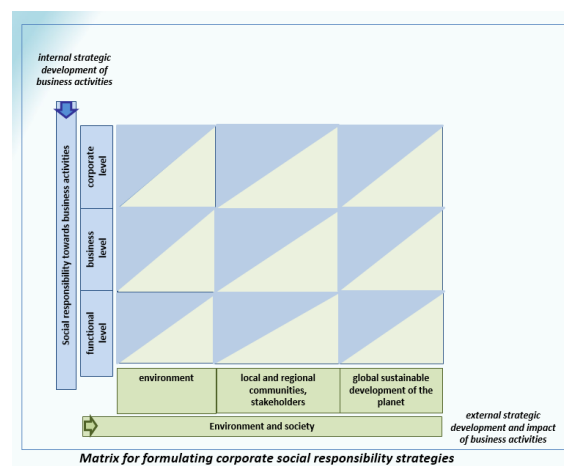 internal strategic
development of
business activities
Social responsibility towards business activities
corporate
level
business
level
functional
level
environment
local and regional
communities,
stakeholders
global sustainable
development of the
planet
Environment and society
external strategic
development and impact
of business activities
Matrix for formulating corporate social responsibility strategies